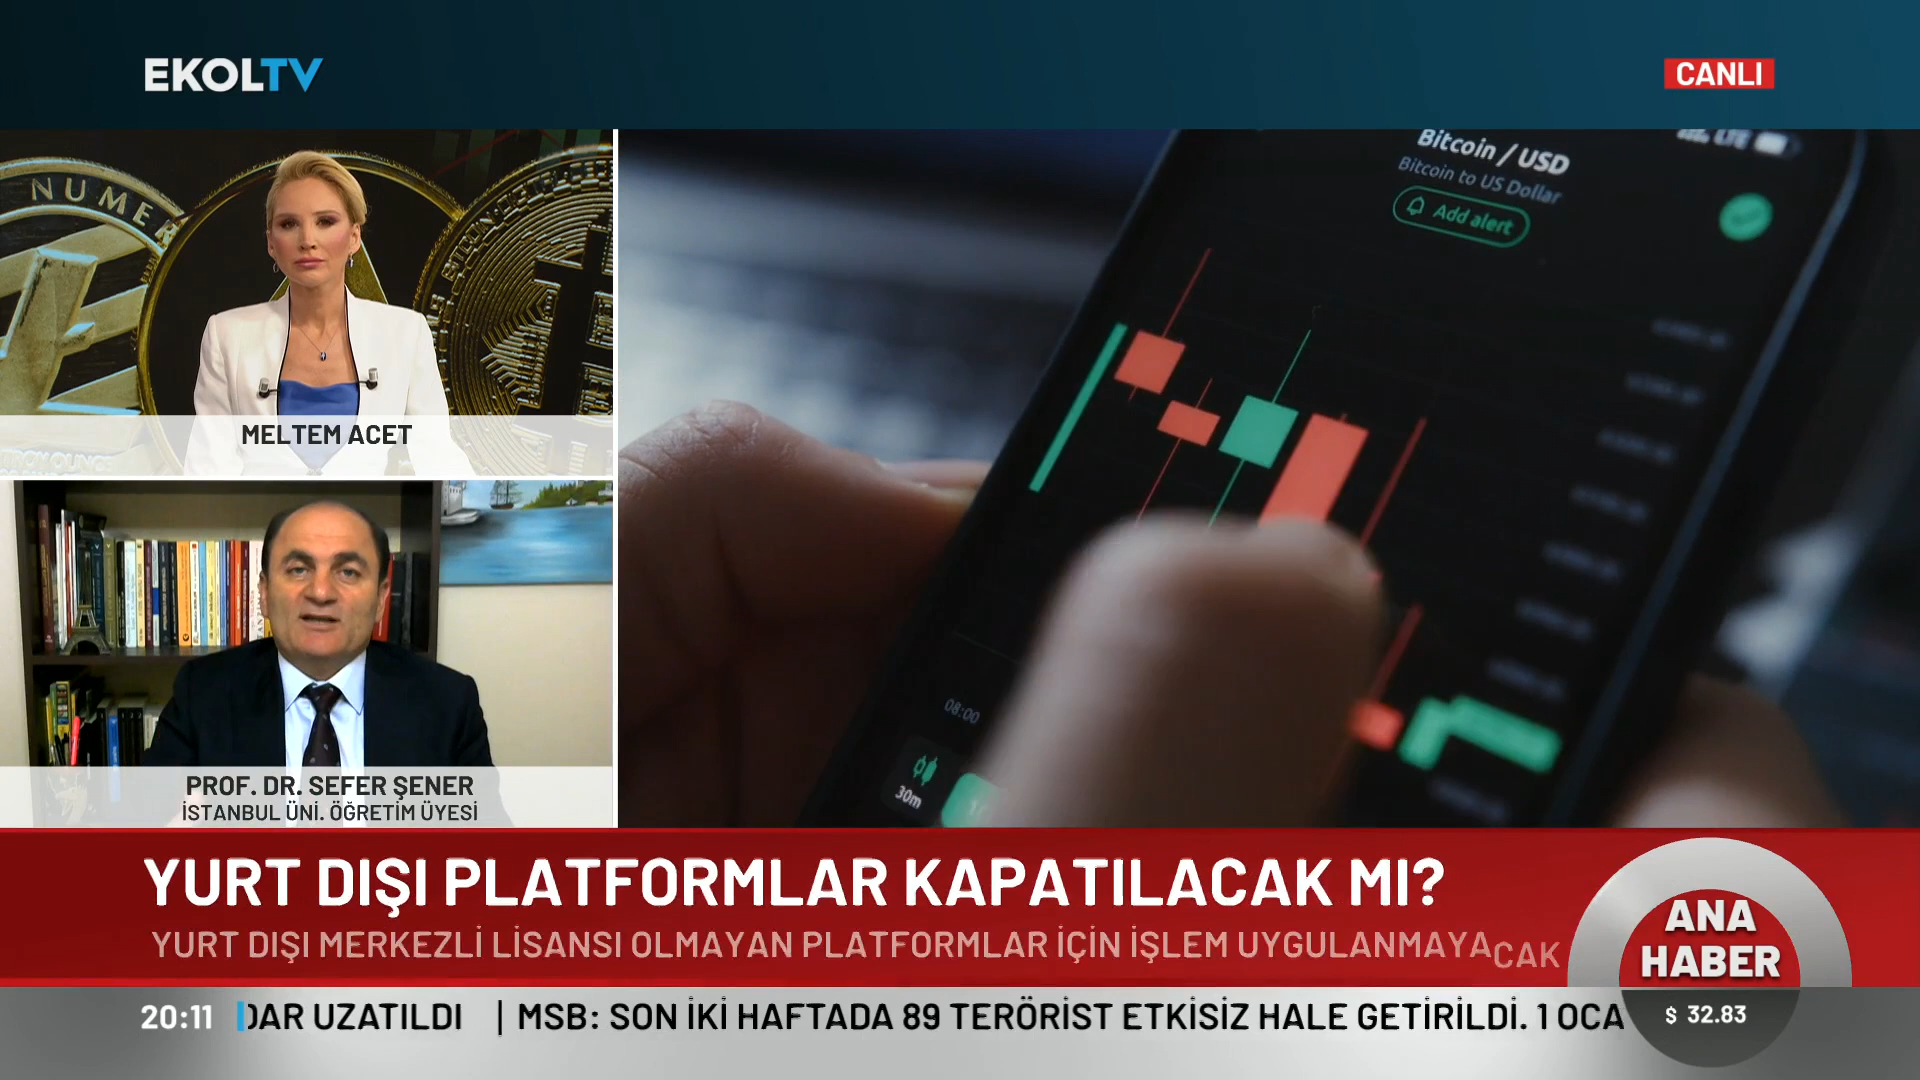 EKOLTV
CANLI
NUMER
MELTEM ACET
PROF. DR. SEFER ŞENER
İSTANBUL ÜNİ. ÖĞRETİM ÜYESİ
Bitcoin / USD
Bitcoin to US Dollar
Add alert
LTE
08:00
30m
YURT DIŞI PLATFORMLAR KAPATILACAK MI?
YURT DIŞI MERKEZLİ LİSANSI OLMAYAN PLATFORMLAR İÇİN İŞLEM UYGULANMAYACAK
ANA
HABER
20:11 DAR UZATILDI | MSB: SON İKİ HAFTADA 89 TERÖRİST ETKİSİZ HALE GETİRİLDİ. 1 OCA
$ 32.83